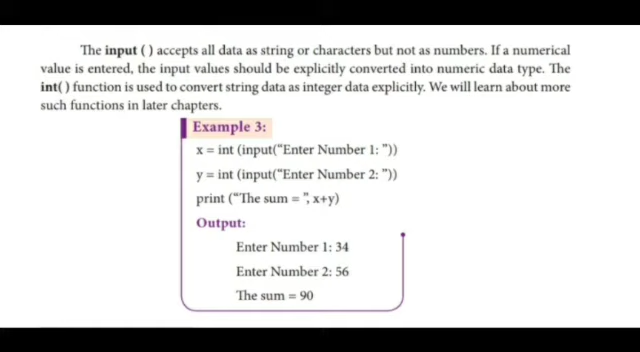 The input ( ) accepts all data as string or characters but not as numbers. If a numerical
value is entered, the input values should be explicitly converted into numeric data type. The
int( ) function is used to convert string data as integer data explicitly. We will learn about more
such functions in later chapters.
Example 3:
x = int (input(“Enter Number 1: ”))
y = int (input(“Enter Number 2: ”))
print (“The sum = ”, x+y)
Output:
Enter Number 1: 34
Enter Number 2: 56
The sum = 90